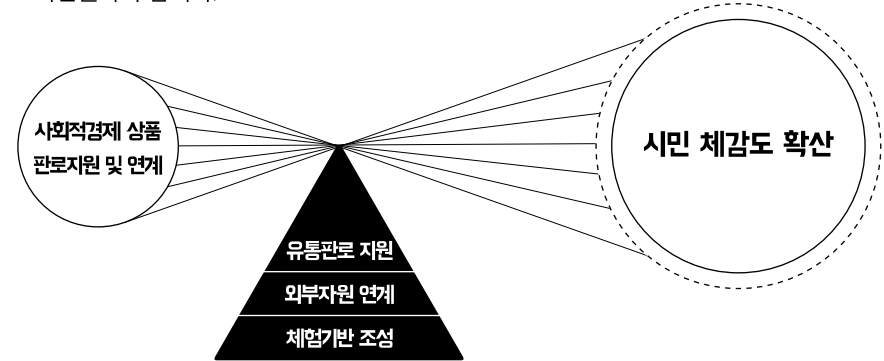 사회적경제 상품
판로지원 및 연계
시민 체감도 확산
유통판로 지원
외부자원 연계
체험기반 조성